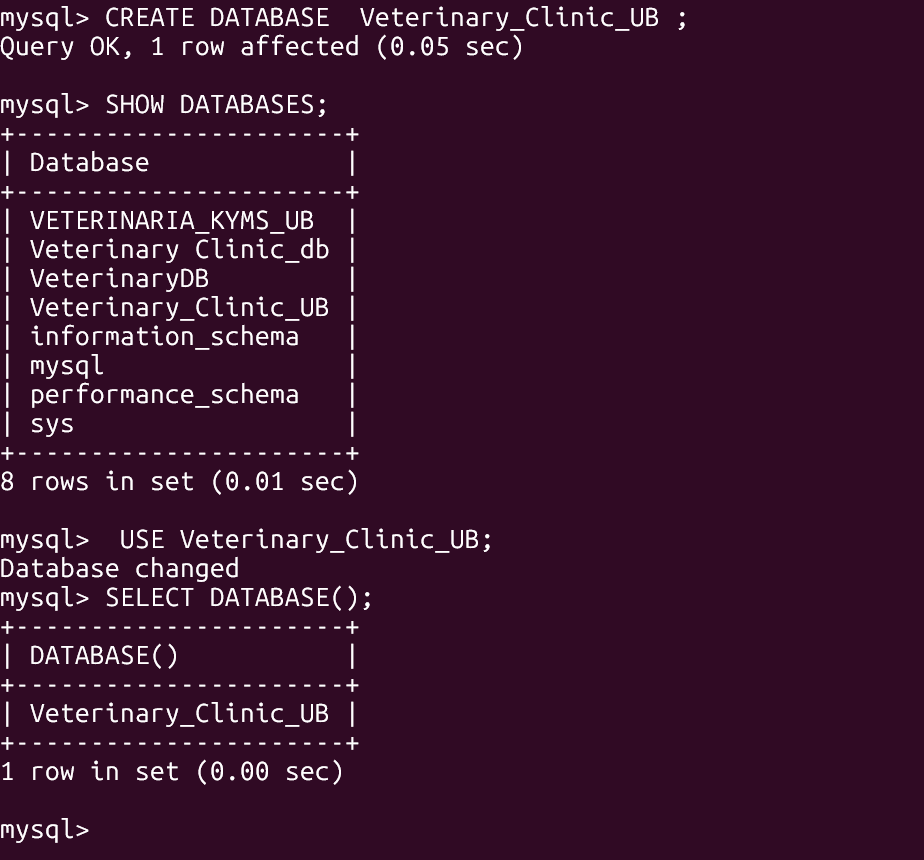 mysql> CREATE DATABASE  Veterinary_Clinic_UB ;
Query OK, 1 row affected (0.05 sec)

mysql> SHOW DATABASES;
+----------------------+
| Database             |
+----------------------+
| VETERINARIA_KYMS_UB  |
| Veterinary Clinic_db |
| VeterinaryDB         |
| Veterinary_Clinic_UB |
| information_schema   |
| mysql                |
| performance_schema   |
| sys                  |
+----------------------+
8 rows in set (0.01 sec)

mysql>  USE Veterinary_Clinic_UB;
Database changed
mysql> SELECT DATABASE();
+----------------------+
| DATABASE()           |
+----------------------+
| Veterinary_Clinic_UB |
+----------------------+
1 row in set (0.00 sec)

mysql>